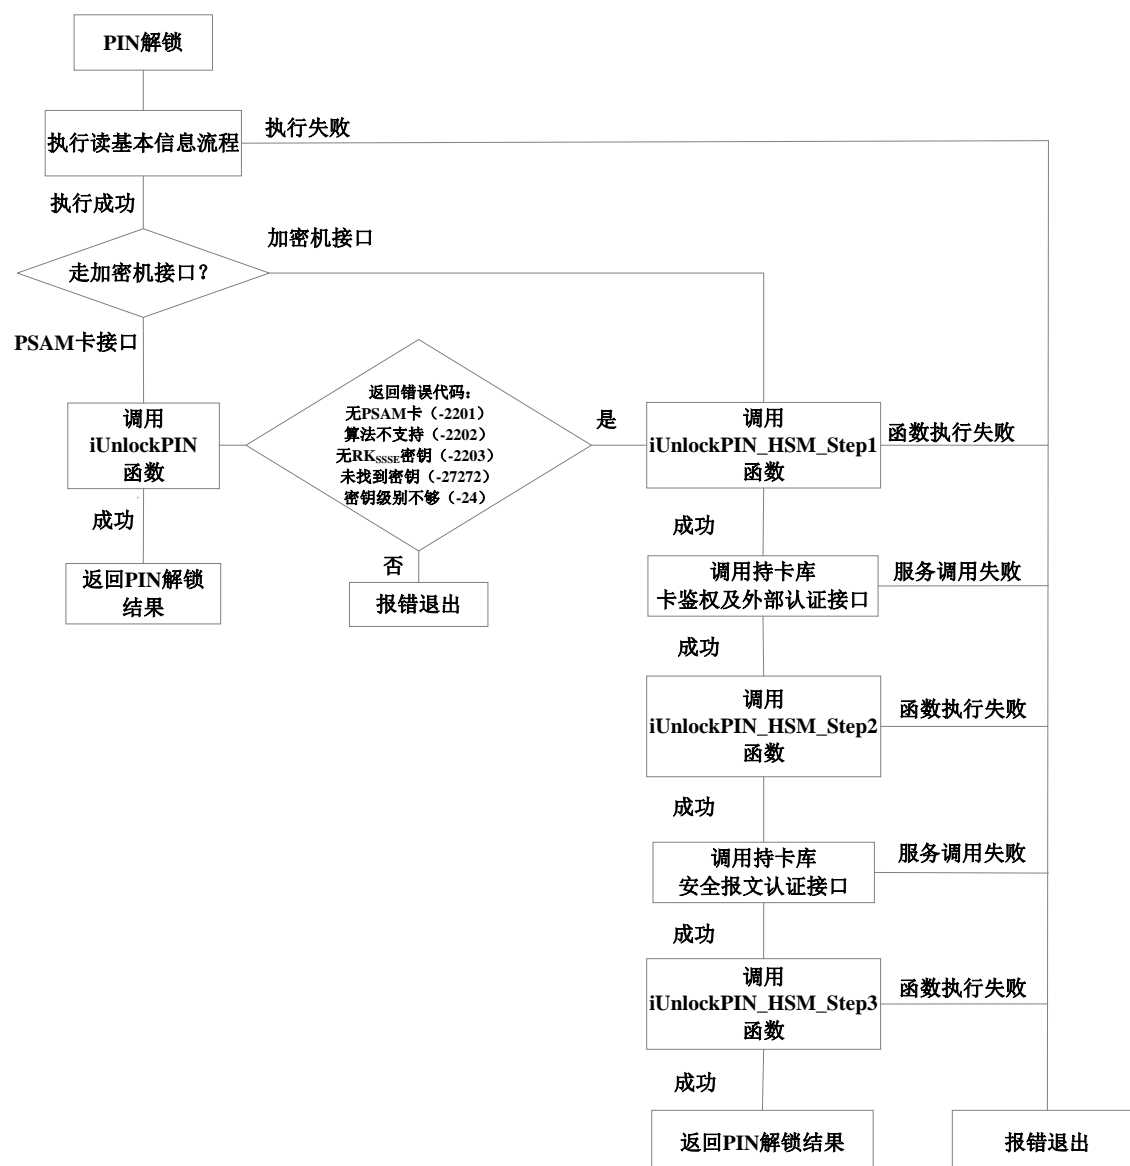 PIN解锁
执行读基本信息流程
执行失败
执行成功
加密机接口
走加密机接口？
PSAM卡接口
返回错误代码：
无PSAM卡（-2201）
算法不支持（-2202）
无RKSSSE密钥（-2203）
未找到密钥（-27272）
密钥级别不够（-24）
调用
iUnlockPIN
函数
是
调用
iUnlockPIN_HSM_Step1
函数
函数执行失败
成功
成功
返回PIN解锁
结果
否
报错退出
调用持卡库
卡鉴权及外部认证接口
服务调用失败
成功
调用
iUnlockPIN_HSM_Step2
函数
函数执行失败
成功
调用持卡库
安全报文认证接口
服务调用失败
成功
调用
iUnlockPIN_HSM_Step3
函数
函数执行失败
成功
返回PIN解锁结果
报错退出